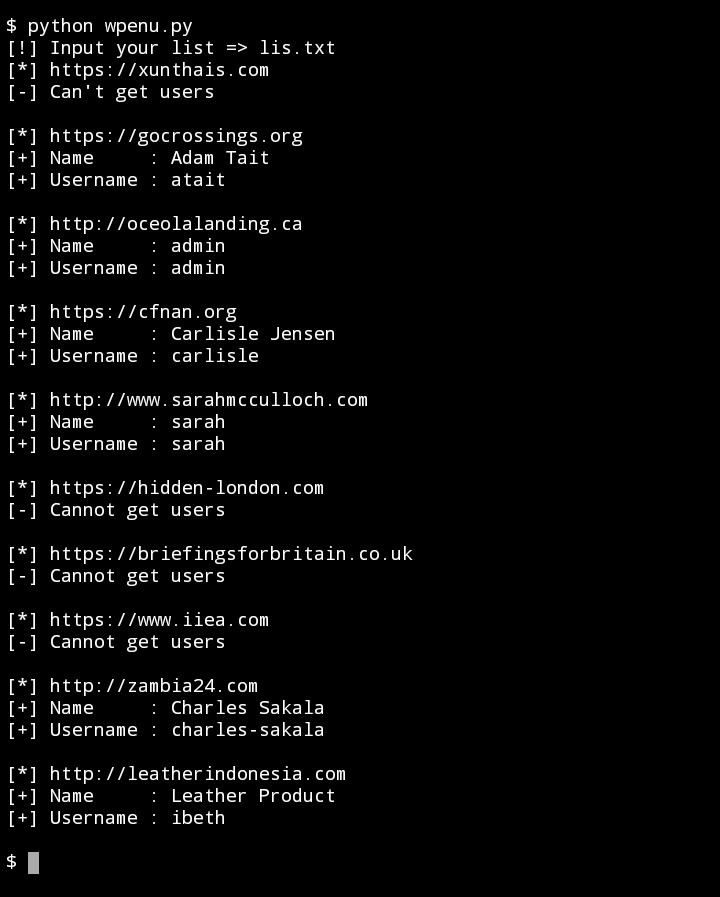 $ python wpenu.py
[!] Input your list => lis.txt
[*] https://xunthais.com
[-] Can't get users
[*] https://gocrossings.org
[+] Name     : Adam Tait
[+] Username : atait
[*] http://oceolalanding.ca
[+] Name     : admin
[+] Username : admin
[*] https://cfnan.org
[+] Name     : Carlisle Jensen
[+] Username : carlisle
[*] http://www.sarahmcculloch.com
[+] Name     : sarah
[+] Username : sarah
[*] https://hidden-london.com
[-] Cannot get users
[*] https://briefingsforbritain.co.uk
[-] Cannot get users
[*] https://www.iiea.com
[-] Cannot get users
[*] http://zambia24.com
[+] Name     : Charles Sakala
[+] Username : charles-sakala
[*] http://leatherindonesia.com
[+] Name     : Leather Product
[+] Username : ibeth
$